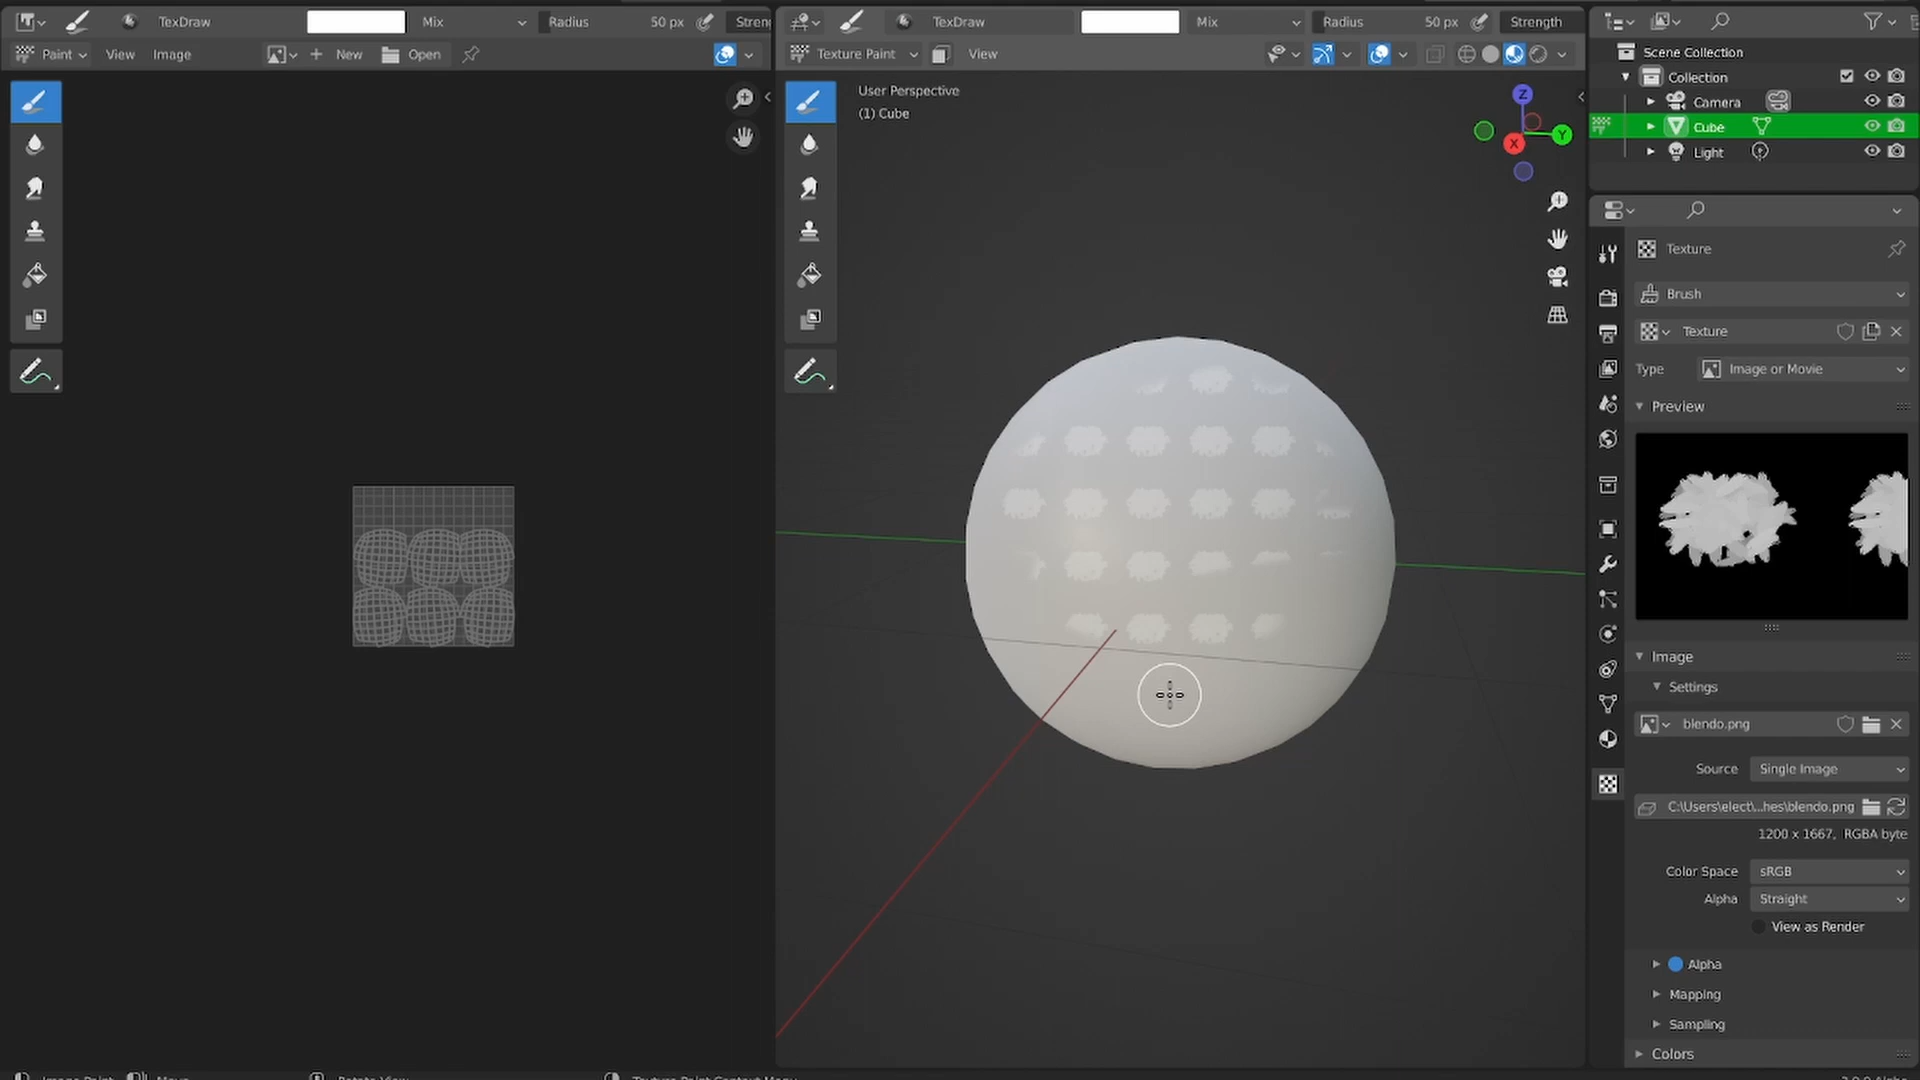 TexDraw
Mix
Radius
50 px
Stren
Paint
View
Image
New
Open
TexDraw
Mix
Radius
50 px
Strength
Texture Paint
View
User Perspective
(1) Cube
Z
Y
X
Scene Collection
Collection
Camera
Cube
Light
Texture
Brush
Texture
Type
Image or Movie
Preview
Image
Settings
blendo.png
Source
Single Image
C:\Users\elect\...hes\blendo.png
1200 x 1667, RGBA byte
Color Space
sRGB
Alpha
Straight
View as Render
Alpha
Mapping
Sampling
Colors